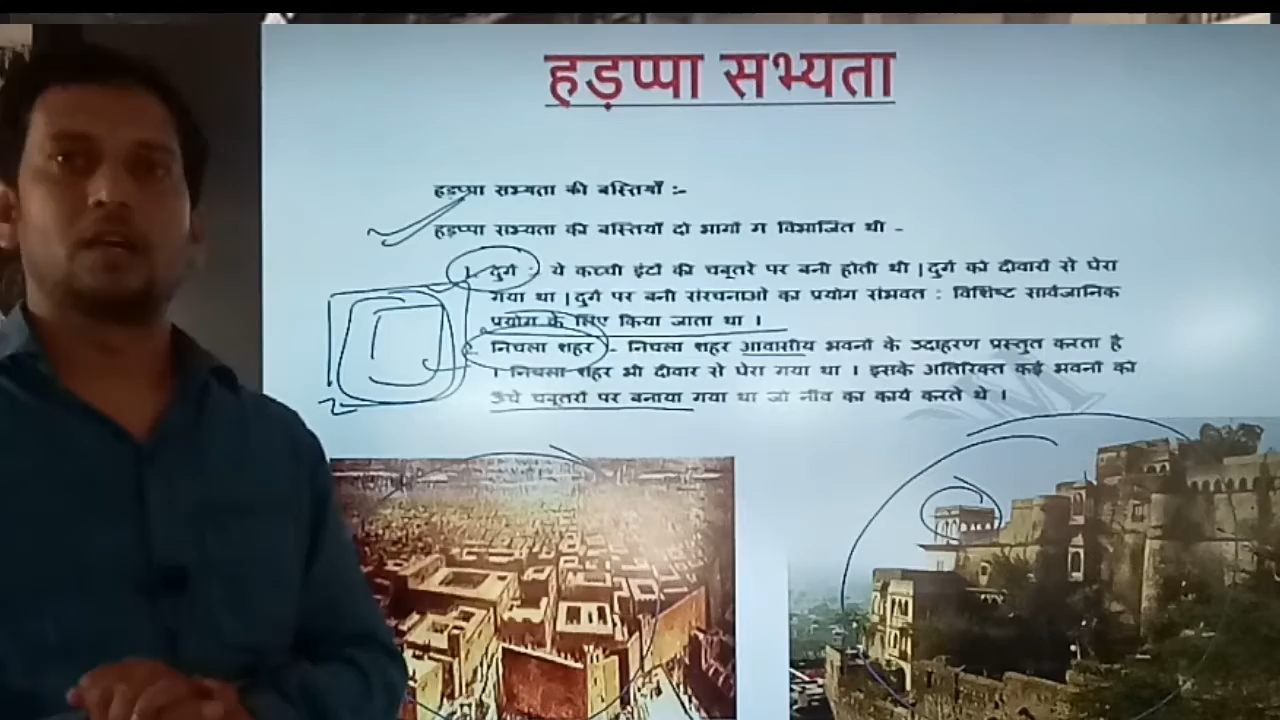 हड़प्पा सभ्यता
हड़प्पा सभ्यता की बस्तियाँ :-
हड़प्पा सभ्यता की बस्तियाँ दो भागों म विभाजित थी -
1. दुर्ग : ये कच्ची इंटों की चबूतरे पर बनी होती थी | दुर्ग को दीवारों से घेरा
गया था | दुर्ग पर बनी संरचनाओं का प्रयोग संभवत : विशिष्ट सार्वजानिक
प्रयोग के लिए किया जाता था |
2. निचला शहर - निचला शहर आवासीय भवनों के उदाहरण प्रस्तुत करता है
| निचला शहर भी दीवार से घेरा गया था | इसके अतिरिक्त कई भवनों को
ऊँचे चबूतरों पर बनाया गया था जो नींव का कार्य करते थे |